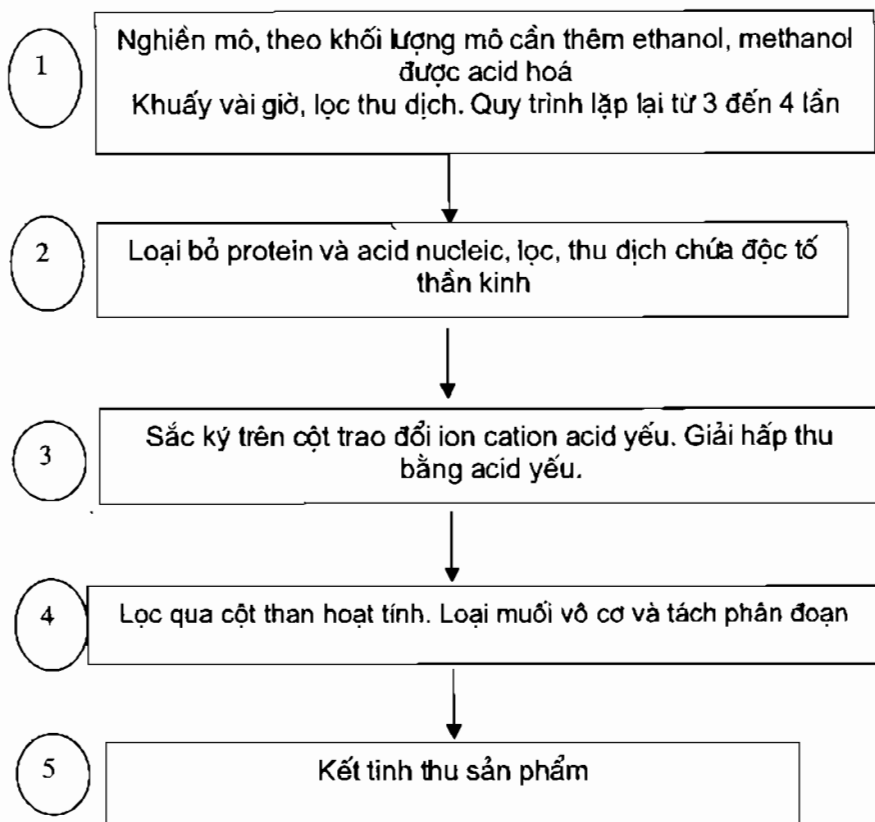 1
Nghiền mô, theo khối lượng mô cần thêm ethanol, methanol
được acid hoá
Khuấy vài giờ, lọc thu dịch. Quy trình lặp lại từ 3 đến 4 lần
2
Loại bỏ protein và acid nucleic, lọc, thu dịch chứa độc tố
thần kinh
3
Sắc ký trên cột trao đổi ion cation acid yếu. Giải hấp thu
bằng acid yếu.
4
Lọc qua cột than hoạt tính. Loại muối vô cơ và tách phân đoạn
5
Kết tinh thu sản phẩm